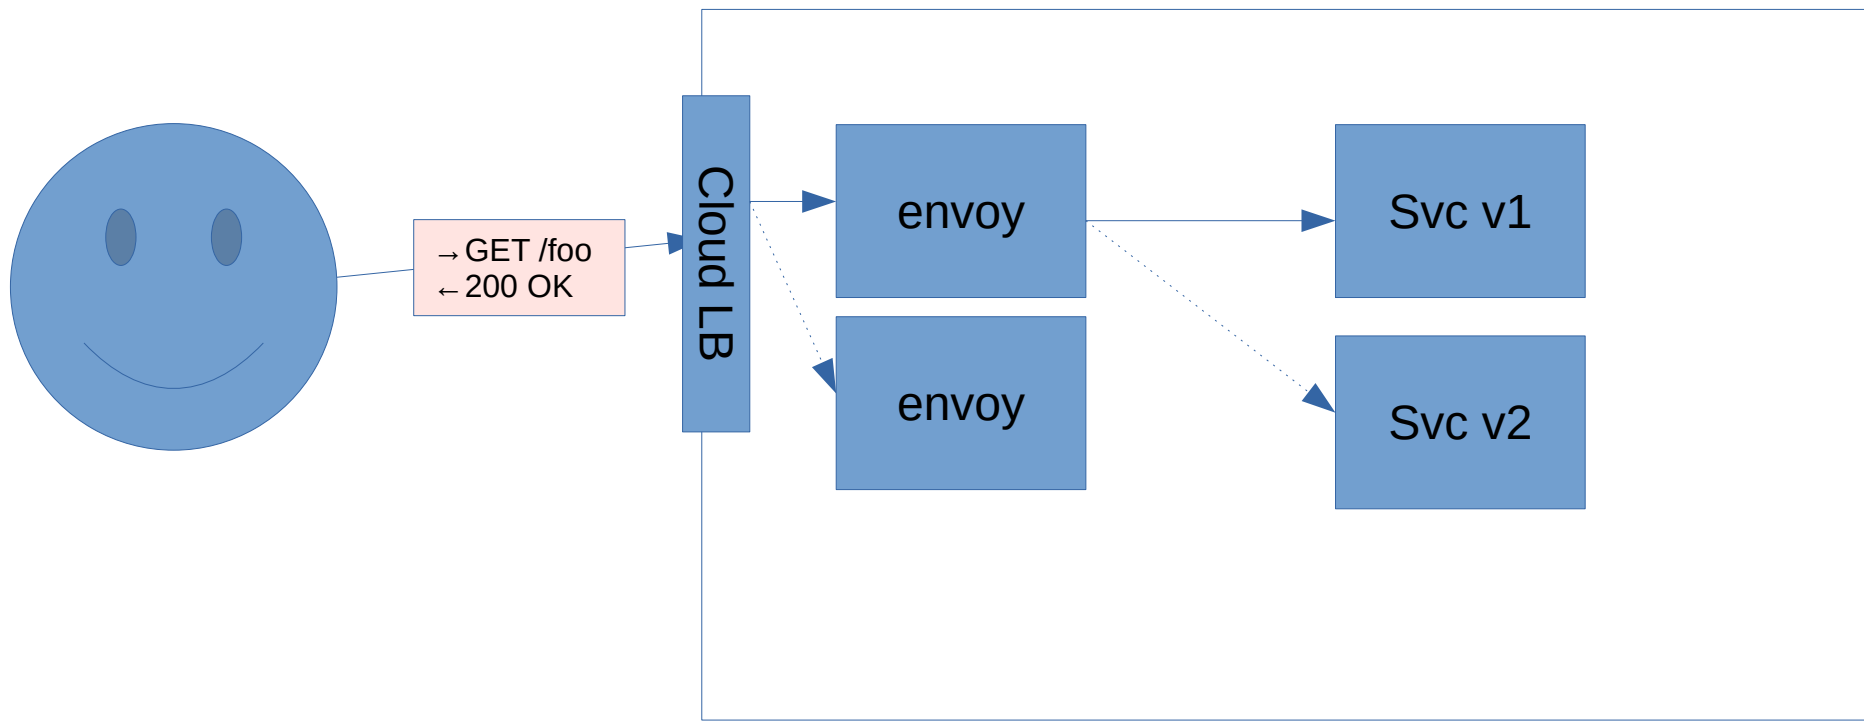 →GET /foo
←200 OK
Cloud LB
envoy
envoy
Svc v1
Svc v2